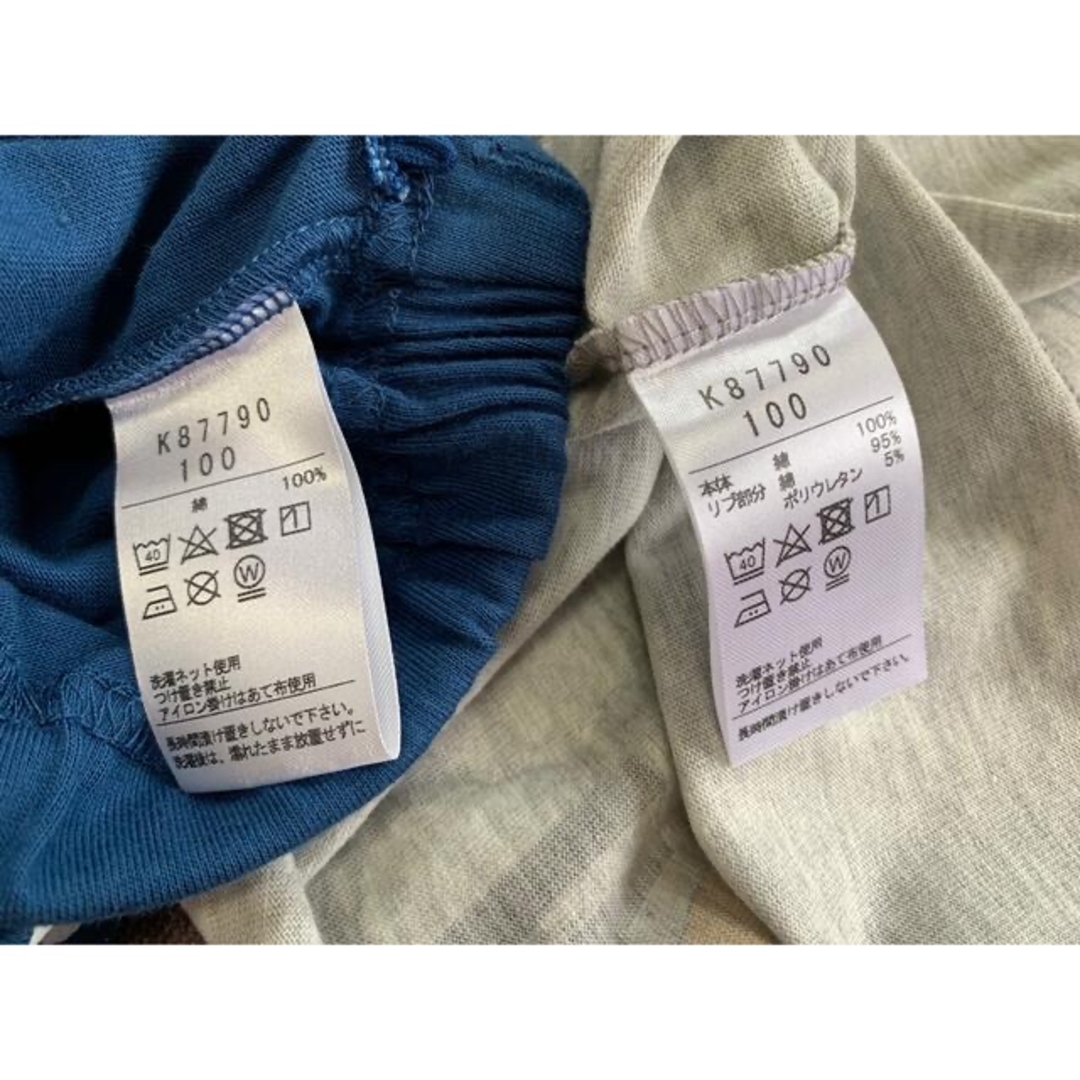 K87790
100
綿 100%
40
W
洗濯ネット使用
つけ置き禁止
アイロン掛けはあて布使用
長時間漬け置きしないで下さい。
洗濯後は、濡れたまま放置せずに
K87790
100
本体 綿 100%
リブ部分 綿 95%
ポリウレタン 5%
40
W
洗濯ネット使用
つけ置き禁止
アイロン掛けはあて布使用
長時間漬け置きしないで下さい。